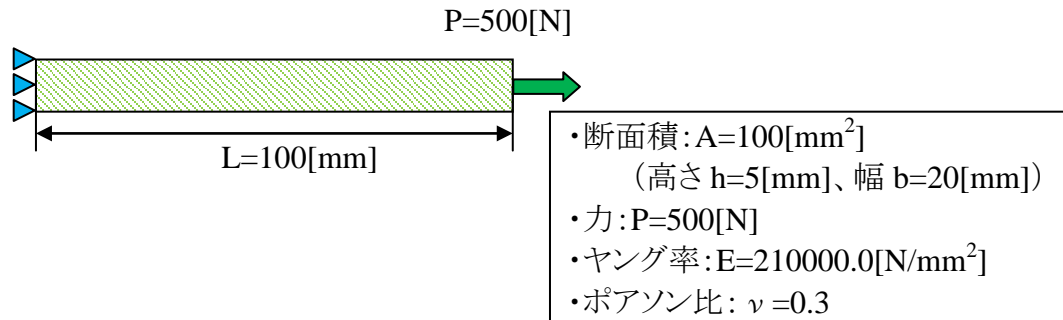 P=500[N]
L=100[mm]
・断面積:A=100[mm²]
(高さ h=5[mm]、幅 b=20[mm])
・力:P=500[N]
・ヤング率:E=210000.0[N/mm²]
・ポアソン比: ν=0.3